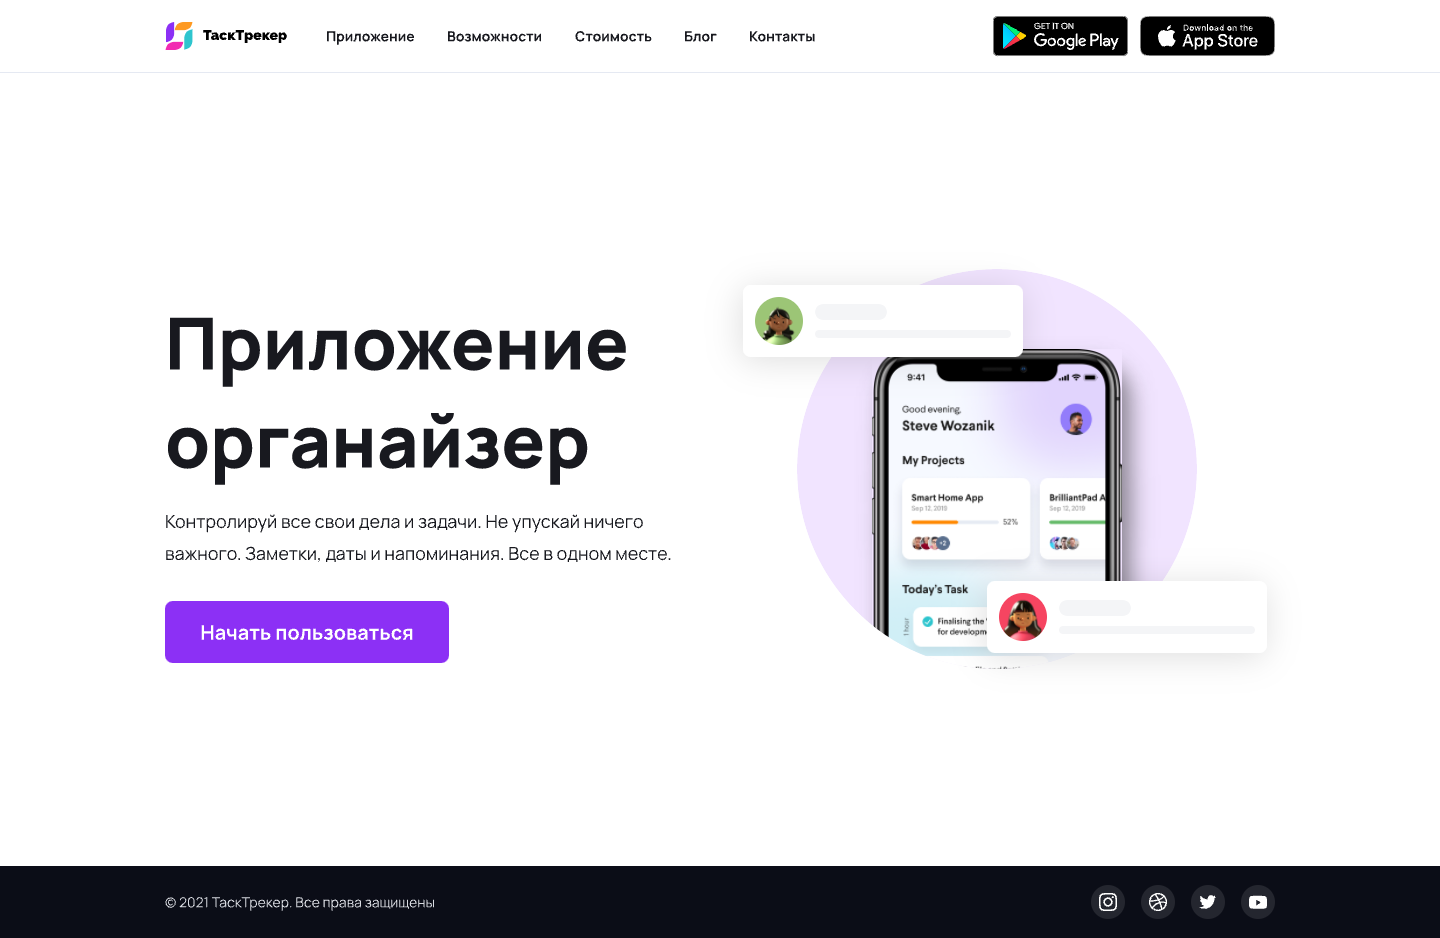 ТаскТрекер
Приложение
Возможности
Стоимость
Блог
Контакты
GET IT ON
Google Play
Download on the
App Store
Приложение
органайзер
Контролируй все свои дела и задачи. Не упускай ничего
важного. Заметки, даты и напоминания. Все в одном месте.
Начать пользоваться
9:41
Good evening,
Steve Wozanik
My Projects
Smart Home App
Sep 12, 2019
52%
+2
BrilliantPad A
Sep 12, 2019
Today's Task
1 hour
Finalising the
for developm
© 2021 ТаскТрекер. Все права защищены